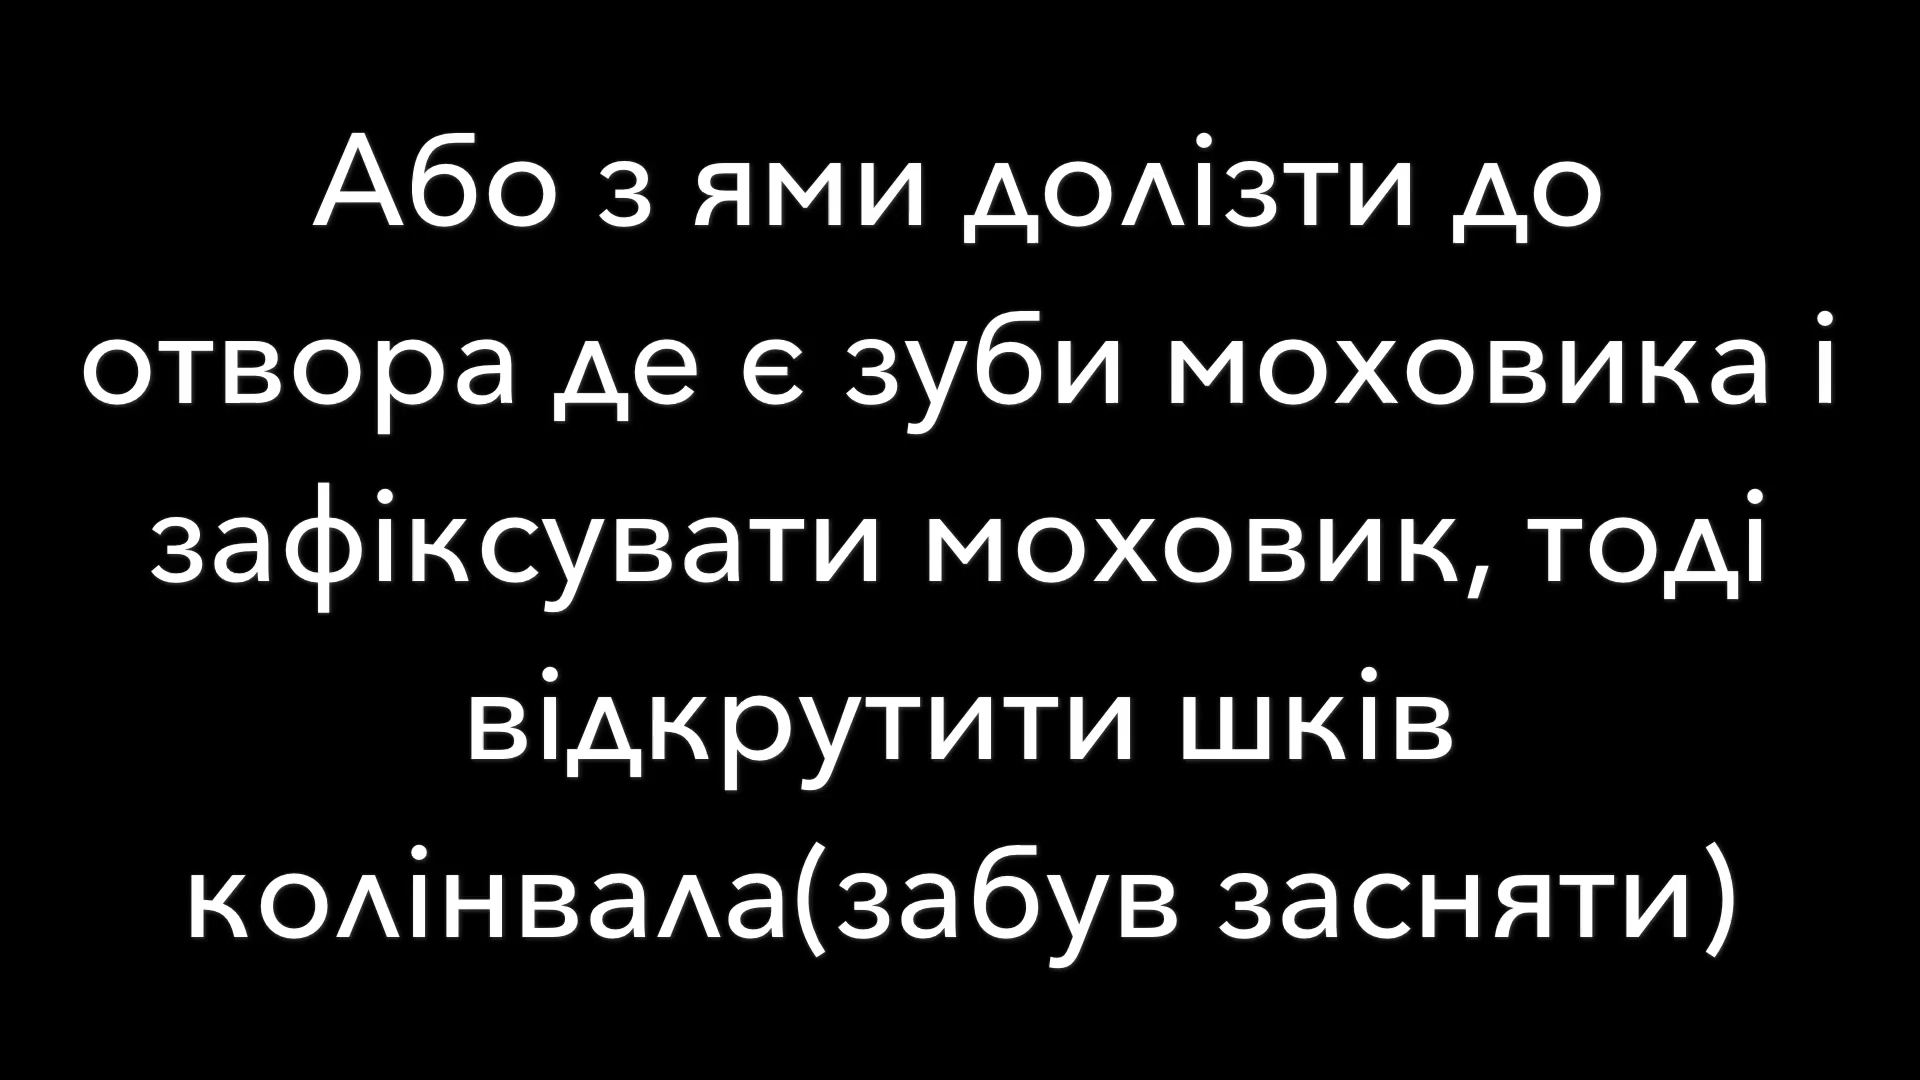 Або з ями долізти до
отвора де є зуби моховика і
зафіксувати моховик, тоді
відкрутити шків
колінвала(забув засняти)